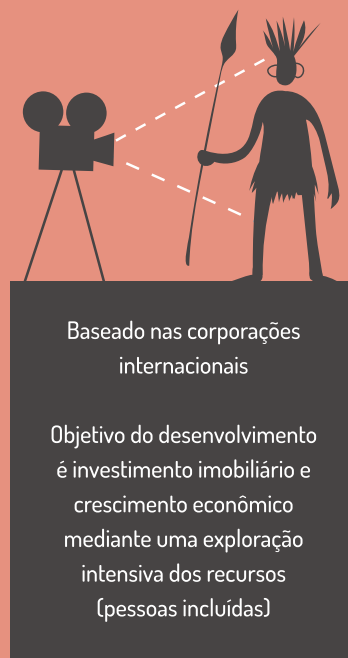 Baseado nas corporações
internacionais
Objetivo do desenvolvimento
é investimento imobiliário e
crescimento econômico
mediante uma exploração
intensiva dos recursos
(pessoas incluídas)